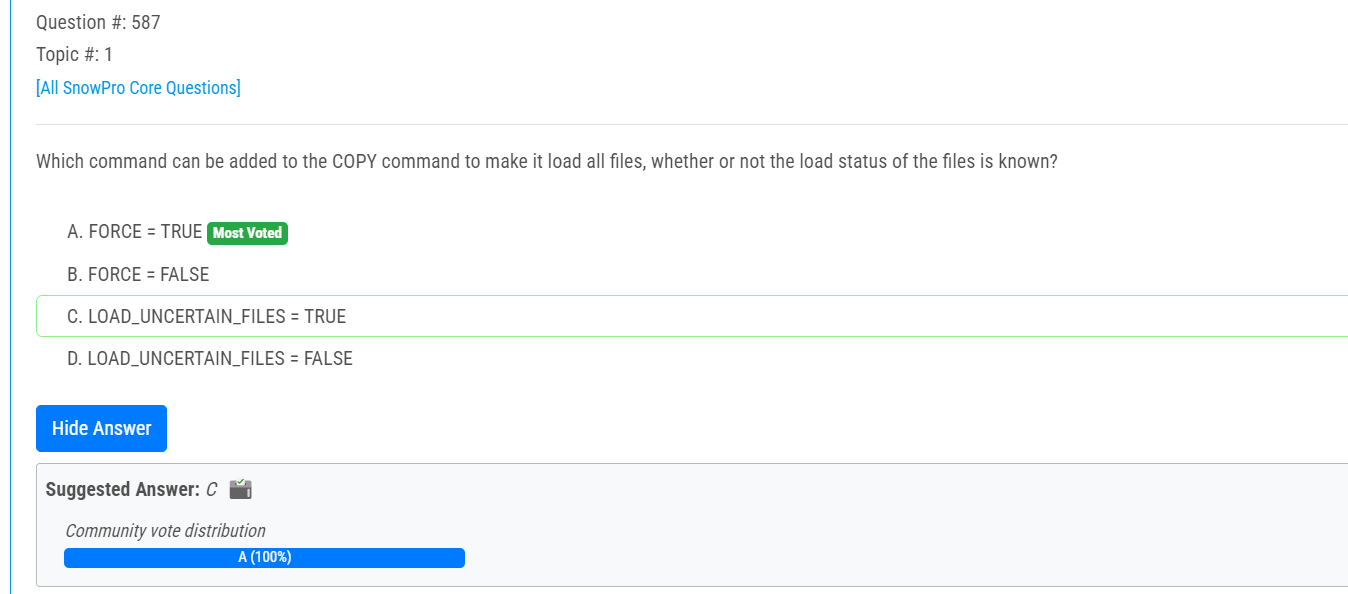 Question #: 587
Topic #: 1
[All SnowPro Core Questions]
Which command can be added to the COPY command to make it load all files, whether or not the load status of the files is known?
A. FORCE = TRUE Most Voted
B. FORCE = FALSE
C. LOAD_UNCERTAIN_FILES = TRUE
D. LOAD_UNCERTAIN_FILES = FALSE
Hide Answer
Suggested Answer: C
Community vote distribution
A (100%)